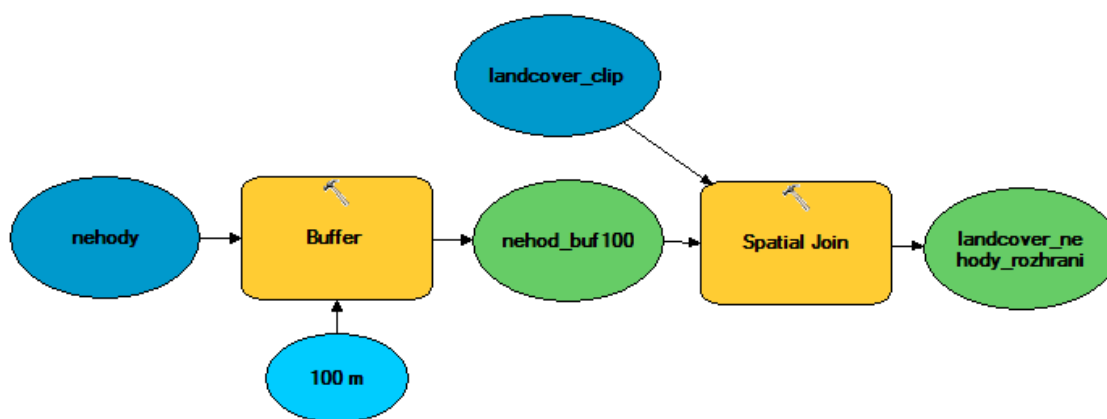 landcover_clip
nehody
Buffer
nehod_buf100
Spatial Join
landcover_ne
hody_rozhrani
100 m